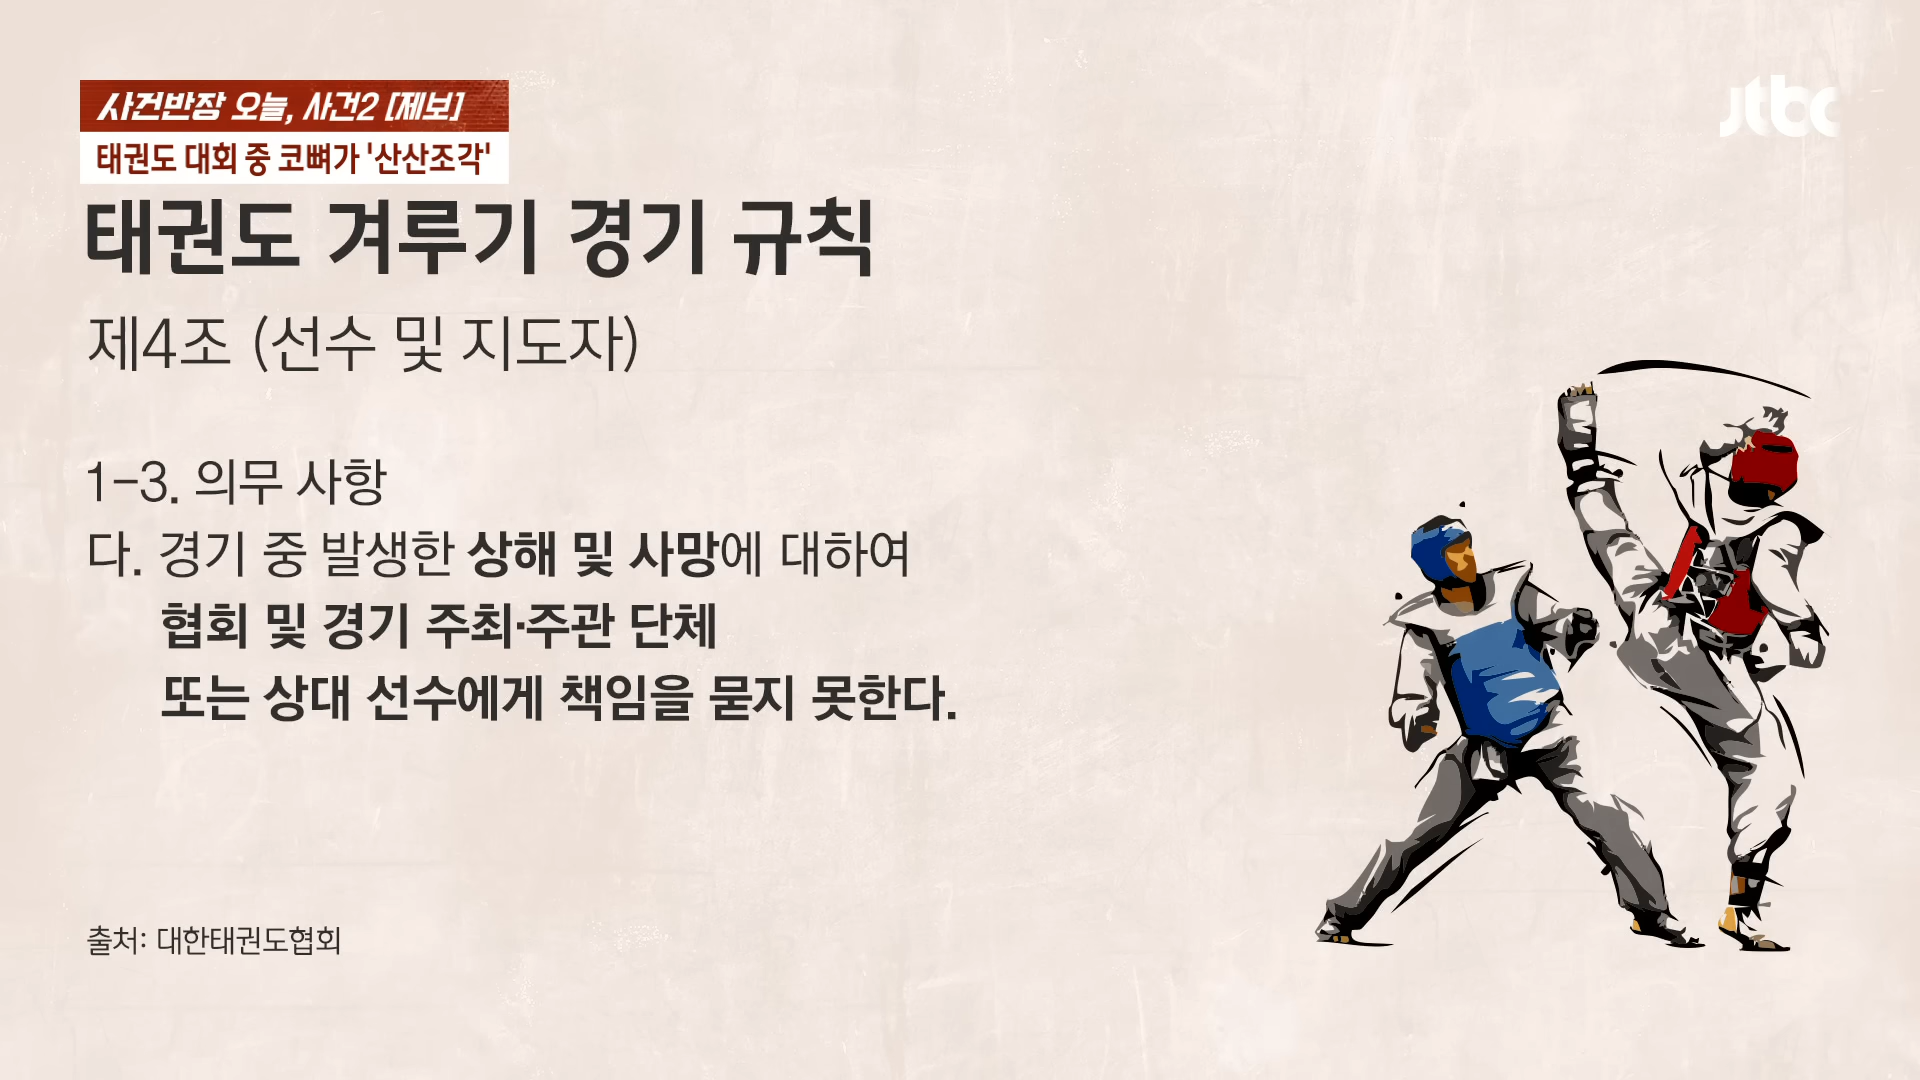 사건반장 오늘, 사건2 [제보]
jtbc
태권도 대회 중 코뼈가 '산산조각'
태권도 겨루기 경기 규칙
제4조 (선수 및 지도자)
1-3. 의무 사항
다. 경기 중 발생한 상해 및 사망에 대하여
협회 및 경기 주최·주관 단체
또는 상대 선수에게 책임을 묻지 못한다.
출처: 대한태권도협회